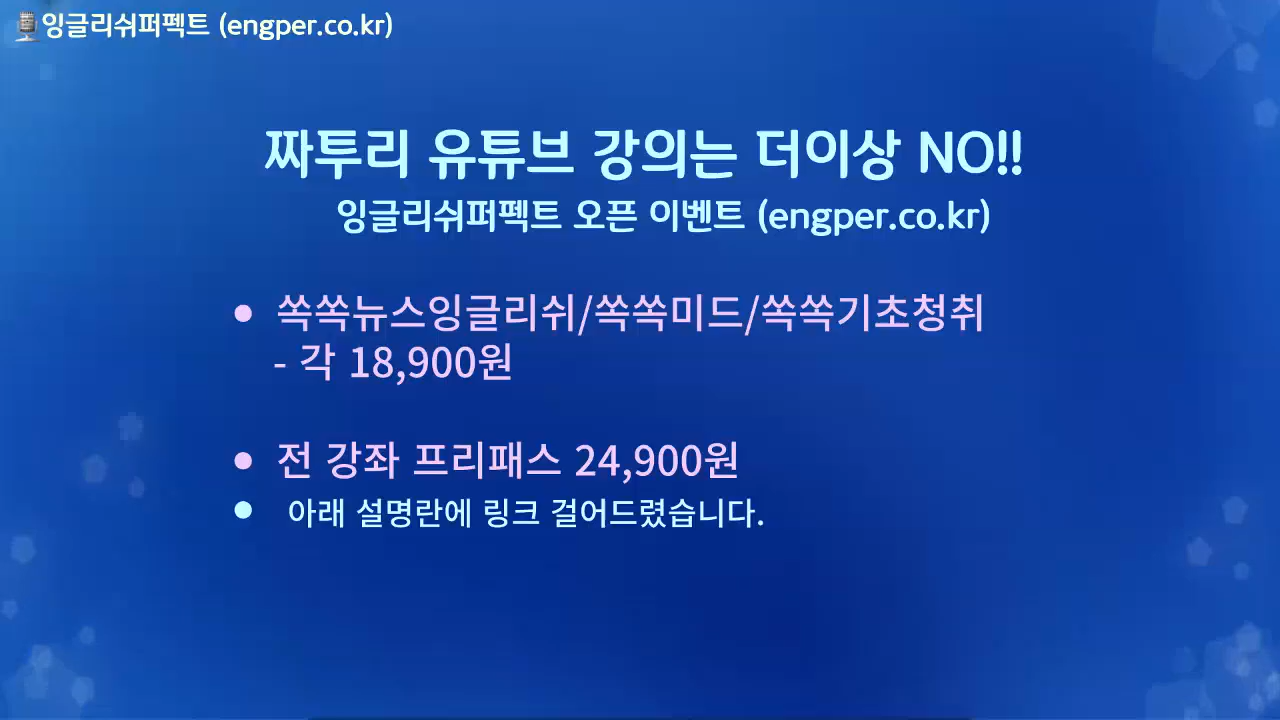 잉글리쉬퍼펙트 (engper.co.kr)
짜투리 유튜브 강의는 더이상 NO!!
잉글리쉬퍼펙트 오픈 이벤트 (engper.co.kr)
● 쏙쏙뉴스잉글리쉬/쏙쏙미드/쏙쏙기초청취
- 각 18,900원
● 전 강좌 프리패스 24,900원
● 아래 설명란에 링크 걸어드렸습니다.